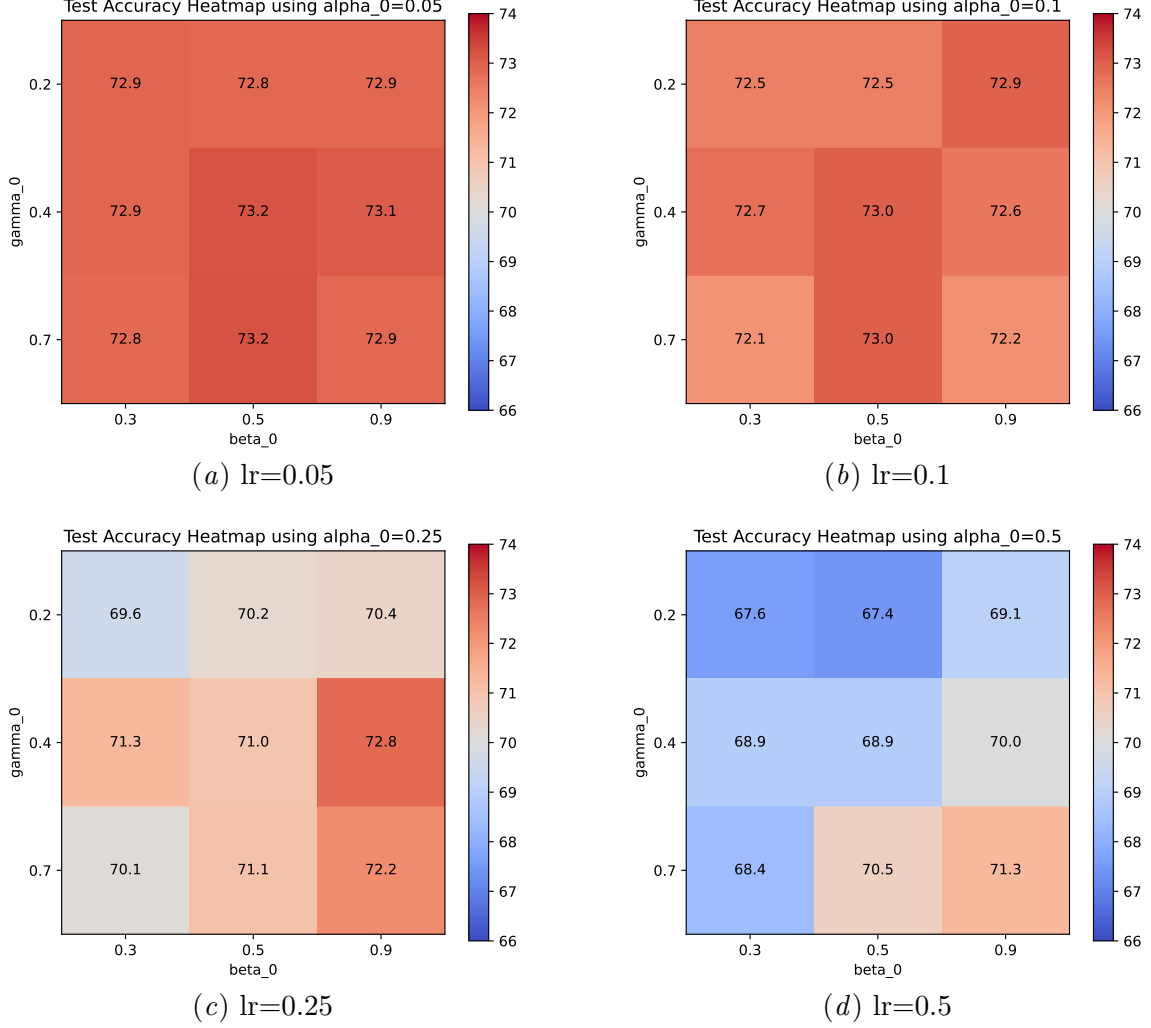 Test Accuracy Heatmap using alpha_0=0.05
74
73
72
71
70
69
68
67
66
0.2
0.4
0.7
gamma_0
72.9 72.8 72.9
72.9 73.2 73.1
72.8 73.2 72.9
0.3 0.5 0.9
beta_0
(a) lr=0.05
Test Accuracy Heatmap using alpha_0=0.1
74
73
72
71
70
69
68
67
66
0.2
0.4
0.7
gamma_0
72.5 72.5 72.9
72.7 73.0 72.6
72.1 73.0 72.2
0.3 0.5 0.9
beta_0
(b) lr=0.1
Test Accuracy Heatmap using alpha_0=0.25
74
73
72
71
70
69
68
67
66
0.2
0.4
0.7
gamma_0
69.6 70.2 70.4
71.3 71.0 72.8
70.1 71.1 72.2
0.3 0.5 0.9
beta_0
(c) lr=0.25
Test Accuracy Heatmap using alpha_0=0.5
74
73
72
71
70
69
68
67
66
0.2
0.4
0.7
gamma_0
67.6 67.4 69.1
68.9 68.9 70.0
68.4 70.5 71.3
0.3 0.5 0.9
beta_0
(d) lr=0.5